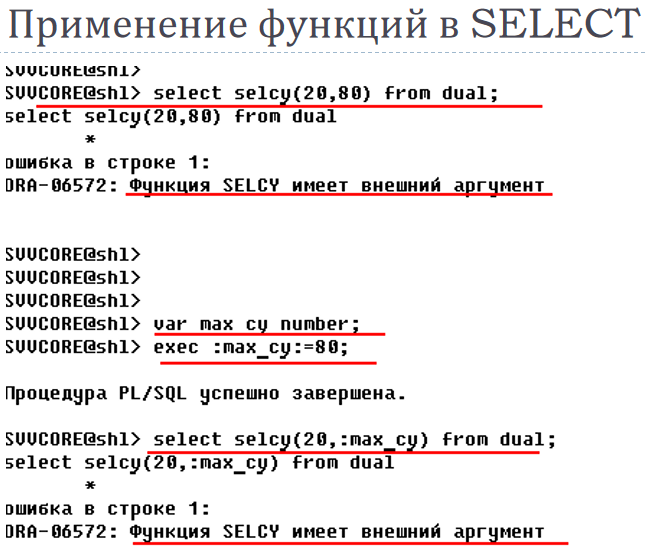 Применение функций в SELECT
SVVCORE@shl>
SVVCORE@shl> select selcy(20,80) from dual;
select selcy(20,80) from dual
*
ошибка в строке 1:
ORA-06572: Функция SELCY имеет внешний аргумент
SVVCORE@shl>
SVVCORE@shl>
SVVCORE@shl>
SVVCORE@shl> var max_cy number;
SVVCORE@shl> exec :max_cy:=80;
Процедура PL/SQL успешно завершена.
SVVCORE@shl> select selcy(20,:max_cy) from dual;
select selcy(20,:max_cy) from dual
*
ошибка в строке 1:
ORA-06572: Функция SELCY имеет внешний аргумент